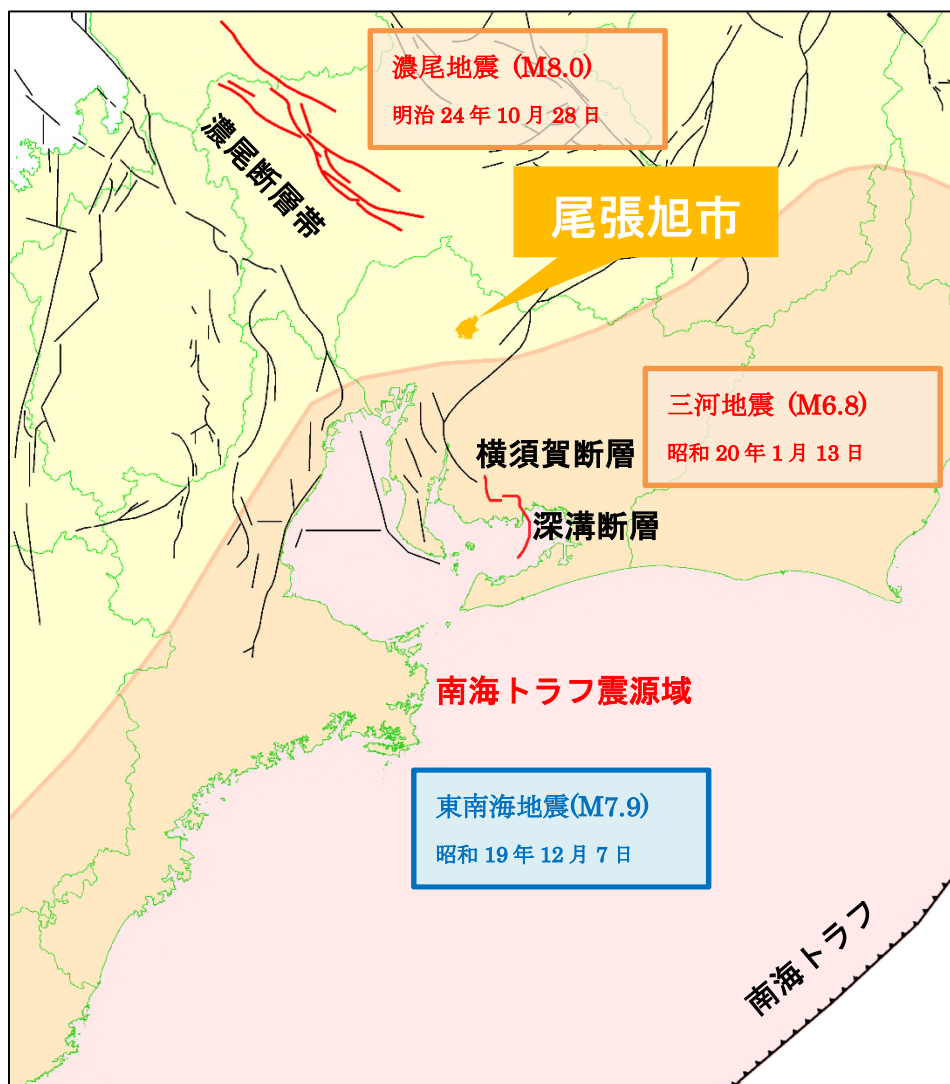 濃尾地震 (M8.0)
明治 24 年 10 月 28 日
濃尾断層帯
尾張旭市
三河地震 (M6.8)
昭和 20 年 1 月 13 日
横須賀断層
深溝断層
南海トラフ震源域
東南海地震(M7.9)
昭和 19 年 12 月 7 日
南海トラフ